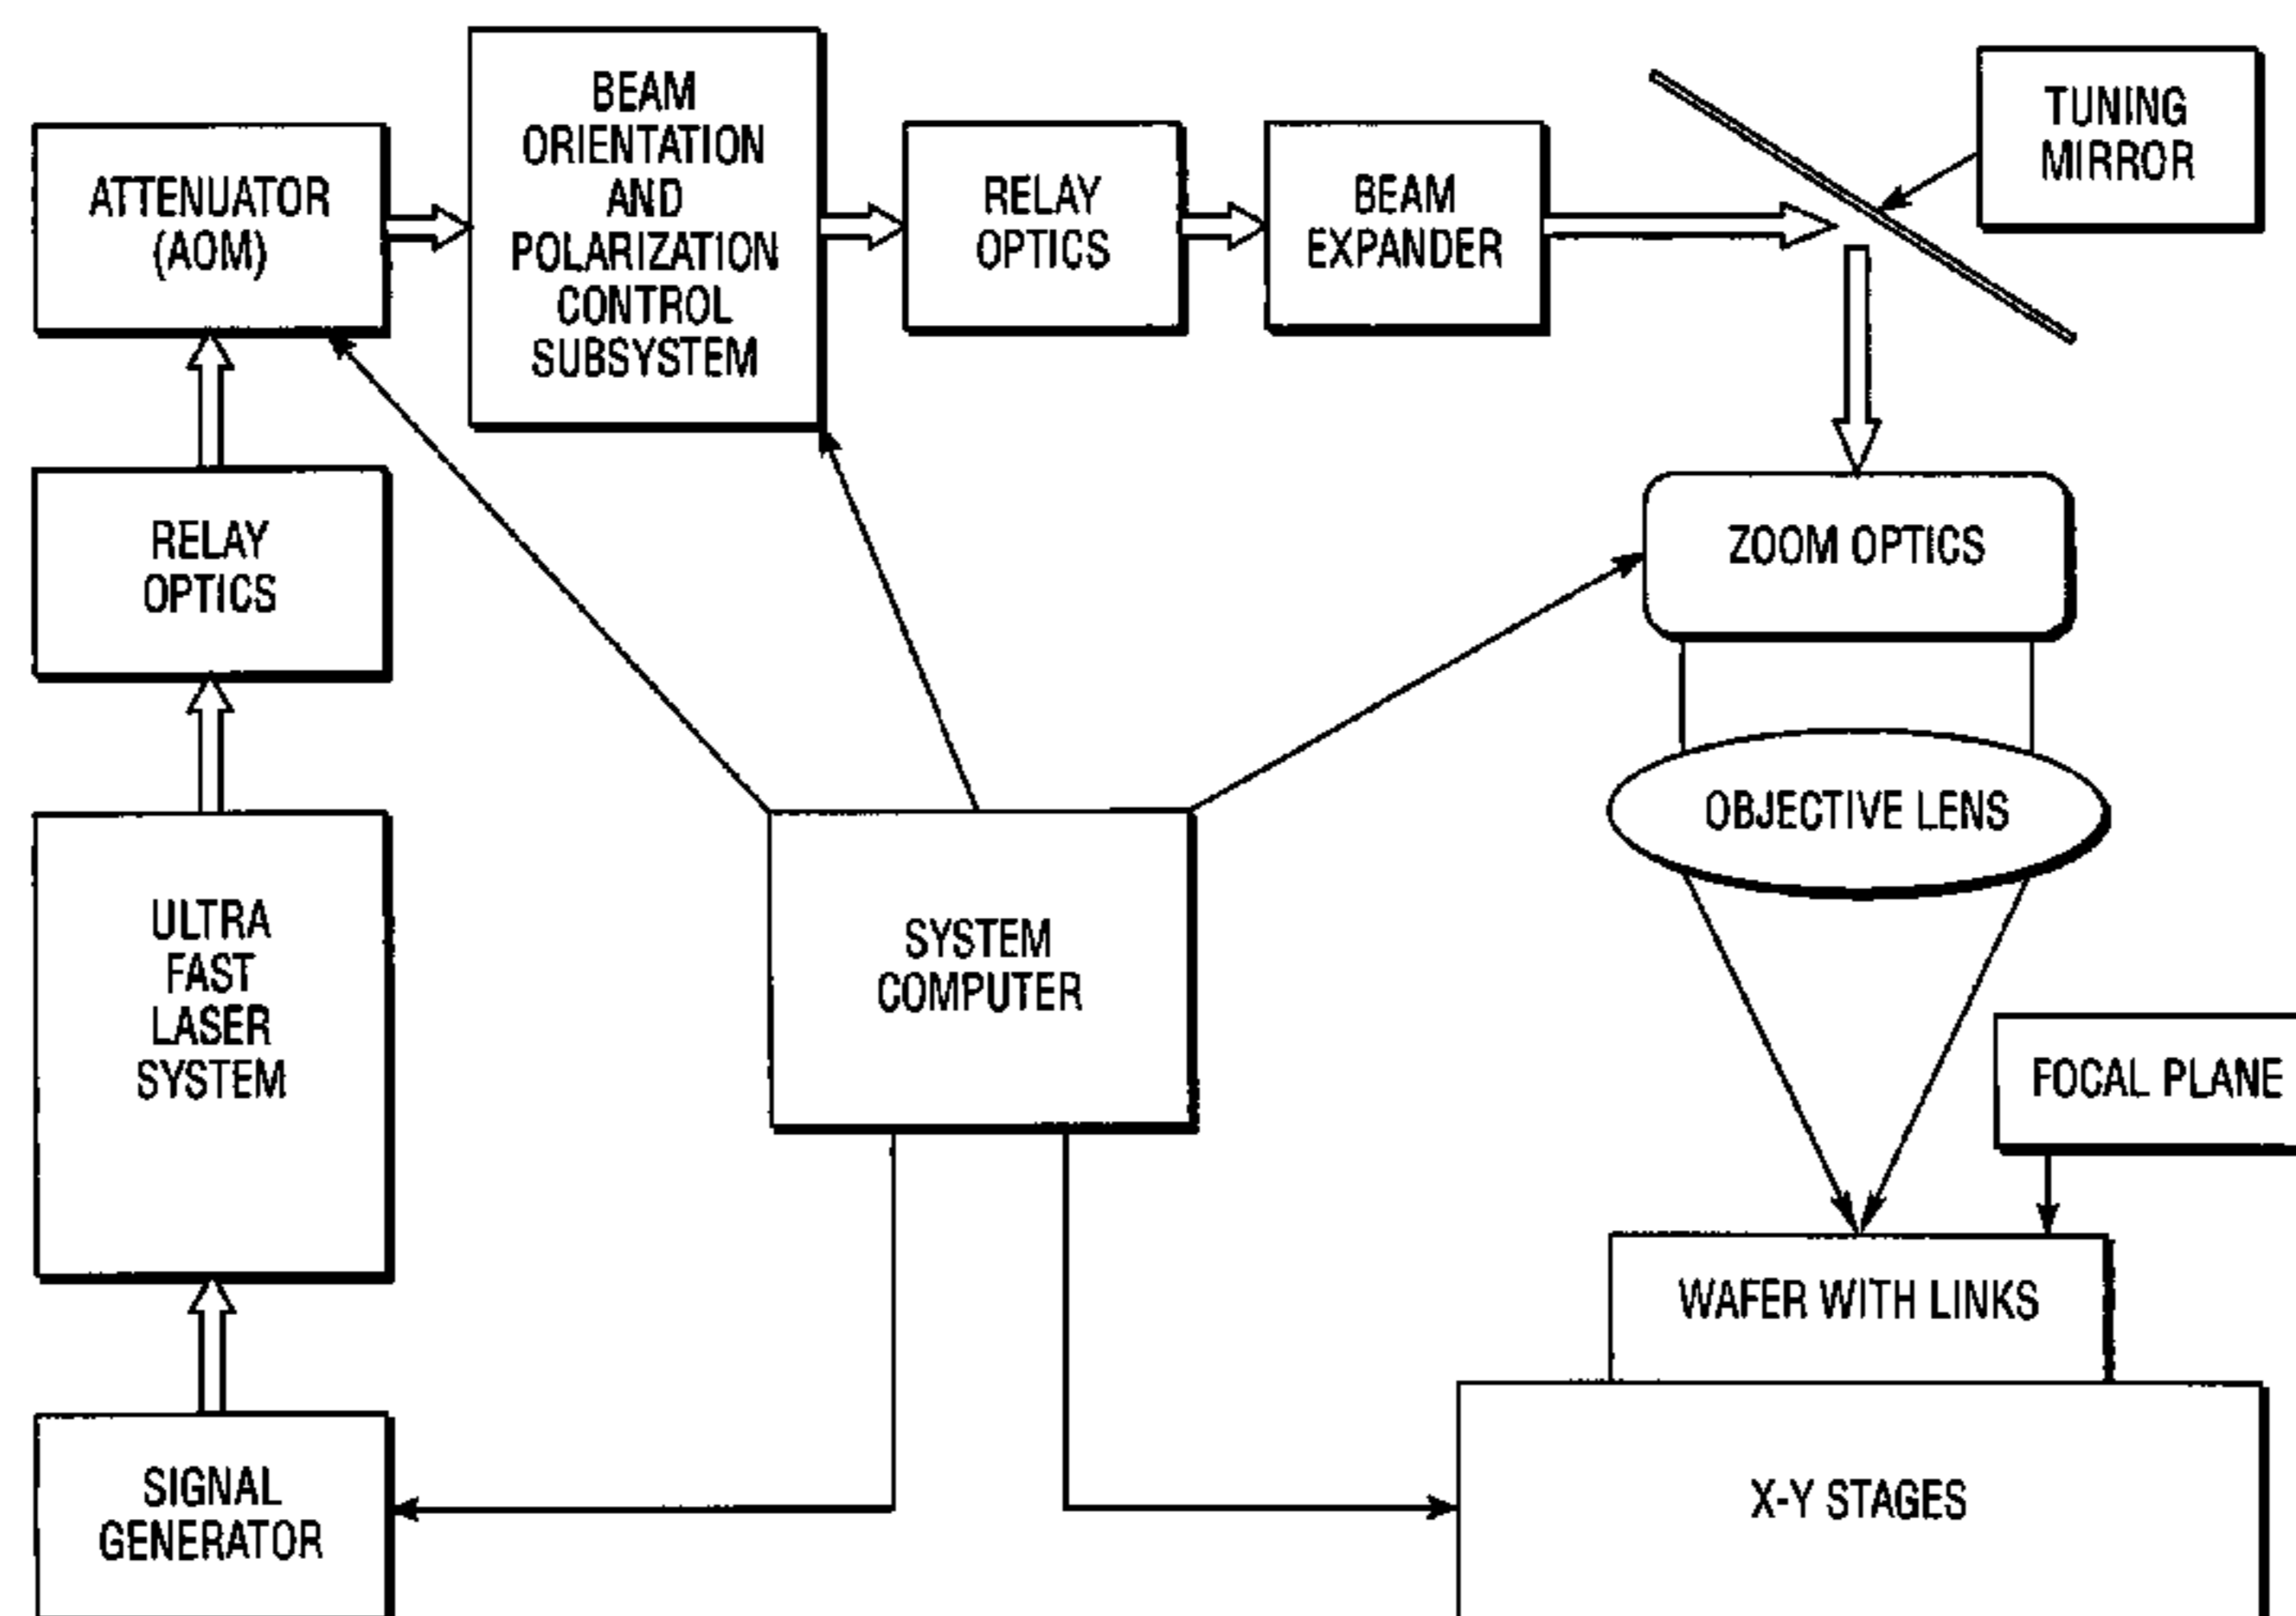 BEAM
ORIENTATION
AND
POLARIZATION
CONTROL
SUBSYSTEM
ATTENUATOR
(AOM)
RELAY
OPTICS
BEAM
EXPANDER
TUNING
MIRROR
RELAY
OPTICS
ZOOM OPTICS
OBJECTIVE LENS
ULTRA
FAST
LASER
SYSTEM
SYSTEM
COMPUTER
FOCAL PLANE
WAFER WITH LINKS
SIGNAL
GENERATOR
X-Y STAGES